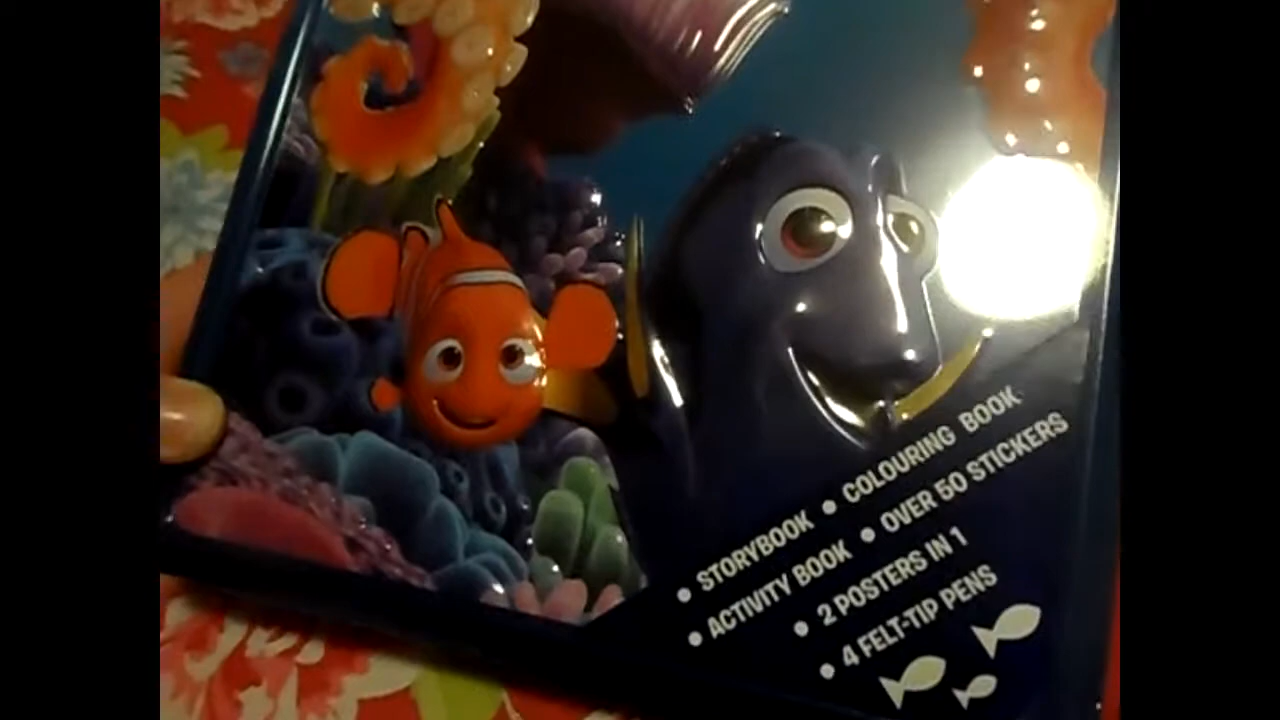 • STORYBOOK • COLOURING BOOK
• ACTIVITY BOOK • OVER 50 STICKERS
• 2 POSTERS IN 1
• 4 FELT-TIP PENS